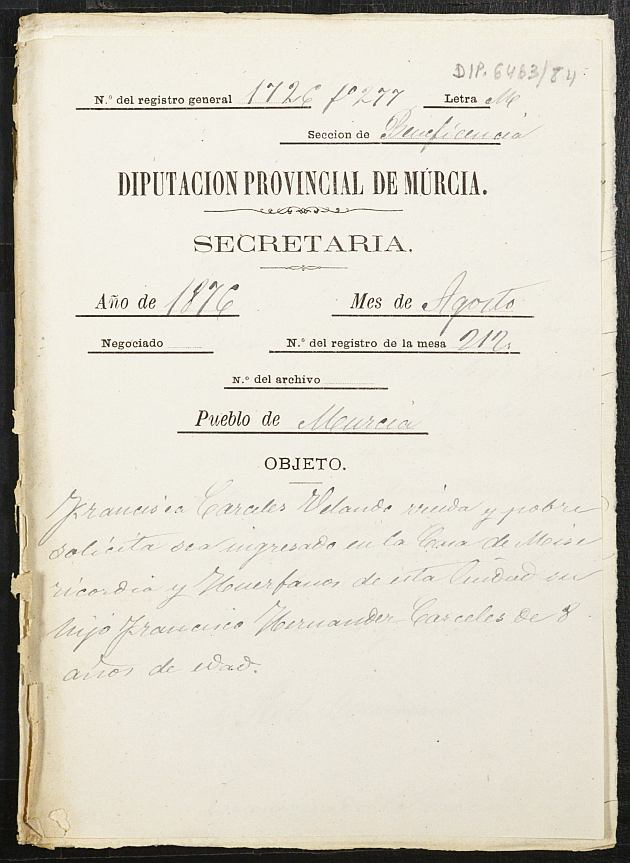 DIP. 6463/84
N.º del registro general 1726 fº 277 Letra M
Seccion de Beneficencia
DIPUTACION PROVINCIAL DE MÚRCIA.
SECRETARIA.
Año de 1876 Mes de Agosto
Negociado
N.º del registro de la mesa 212.
N.º del archivo
Pueblo de Murcia
OBJETO.
Francisca Carceles Velando viuda y pobre
solicita sea ingresado en la Casa de Mise
ricordia y Huerfanos de esta Ciudad su
hijo Francisco Hernandez Carceles de 8
años de edad.